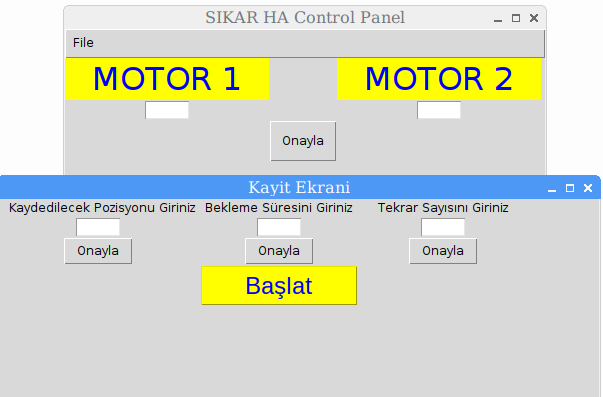 SIKAR HA Control Panel
File
MOTOR 1 MOTOR 2
Onayla
Kayit Ekrani
Kaydedilecek Pozisyonu Giriniz Bekleme Süresini Giriniz Tekrar Sayısını Giriniz
Onayla Onayla Onayla
Başlat